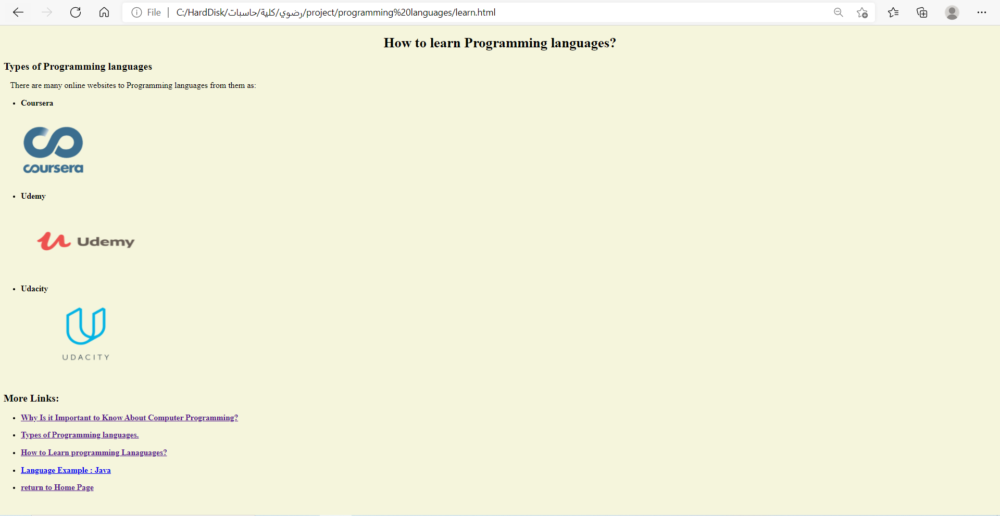 File | C:/HardDisk/حاسبات/كلية/رضوي/project/programming%20languages/learn.html
How to learn Programming languages?
Types of Programming languages
There are many online websites to Programming languages from them as:
• Coursera
coursera
• Udemy
Udemy
• Udacity
UDACITY
More Links:
• Why Is it Important to Know About Computer Programming?
• Types of Programming languages.
• How to Learn programming Lanaguages?
• Language Example : Java
• return to Home Page